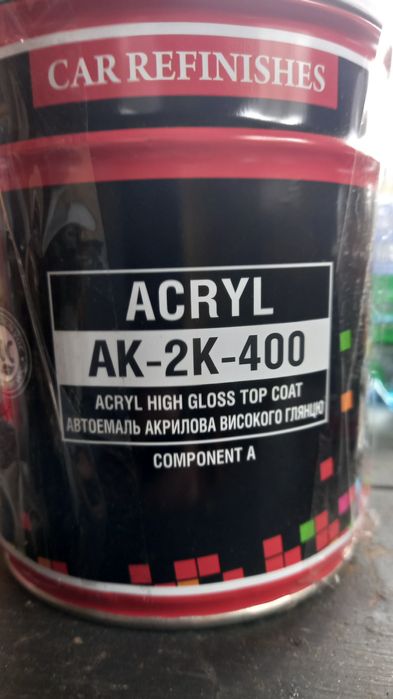 CAR REFINISHES
ACRYL
AK-2K-400
ACRYL HIGH GLOSS TOP COAT
АВТОЕМАЛЬ АКРИЛОВА ВИСОКОГО ГЛЯНЦЮ
COMPONENT A